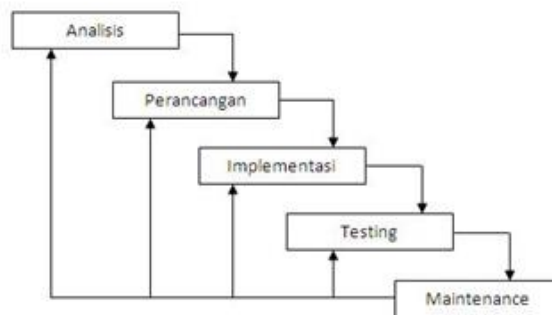 Analisis
Perancangan
Implementasi
Testing
Maintenance